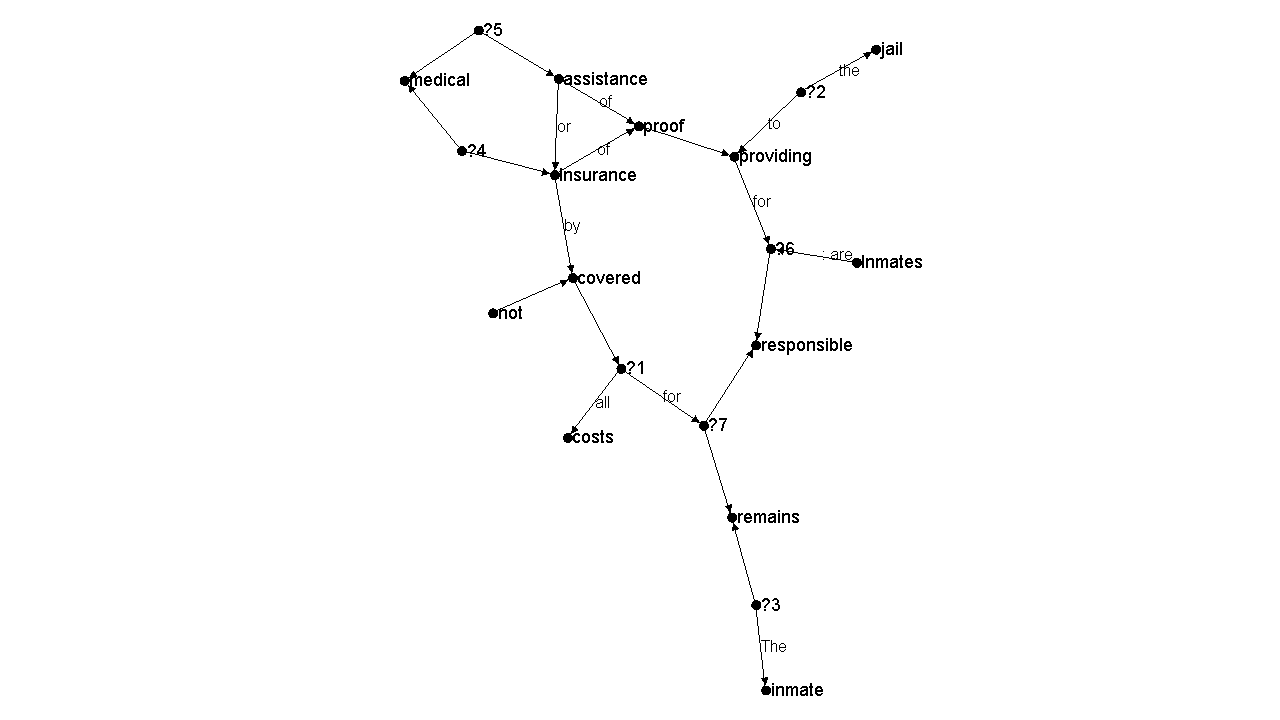 ?5
jail
the
medical
assistance
?2
of
to
or
proof
?4
of
providing
insurance
for
by
?6
: are
Inmates
covered
not
responsible
?1
all
for
costs
?7
remains
?3
The
inmate